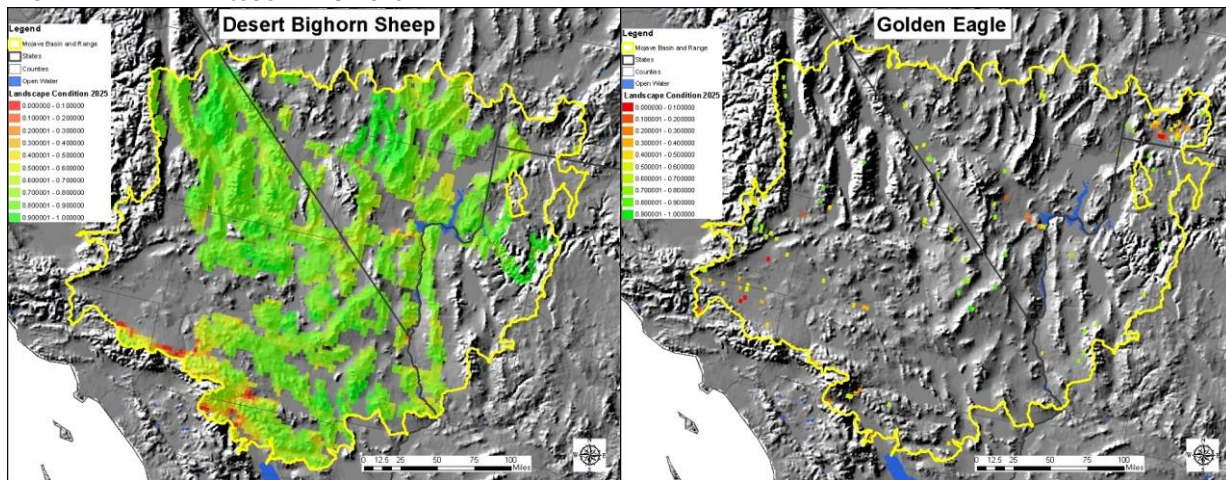 Desert Bighorn Sheep
Legend
Mojave Basin and Range
States
Counties
Open Water
Landscape Condition 2025
0.000000 - 0.100000
0.100001 - 0.200000
0.200001 - 0.300000
0.300001 - 0.400000
0.400001 - 0.500000
0.500001 - 0.600000
0.600001 - 0.700000
0.700001 - 0.800000
0.800001 - 0.900000
0.900001 - 1.000000
0 12.5 25 50 75 100
Miles
Golden Eagle
Legend
Mojave Basin and Range
States
Counties
Open Water
Landscape Condition 2025
0.000000 - 0.100000
0.100001 - 0.200000
0.200001 - 0.300000
0.300001 - 0.400000
0.400001 - 0.500000
0.500001 - 0.600000
0.600001 - 0.700000
0.700001 - 0.800000
0.800001 - 0.900000
0.900001 - 1.000000
0 12.5 25 50 75 100
Miles